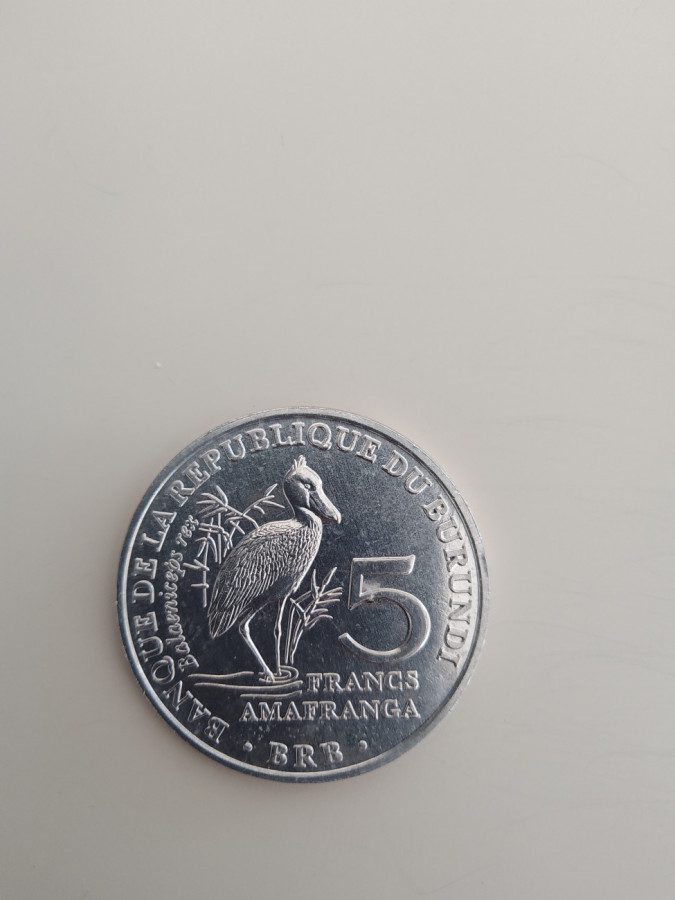 BANQUE DE LA REPUBLIQUE DU BURUNDI
Balaeniceps rex
5
FRANCS
AMAFRANGA
· BRB ·